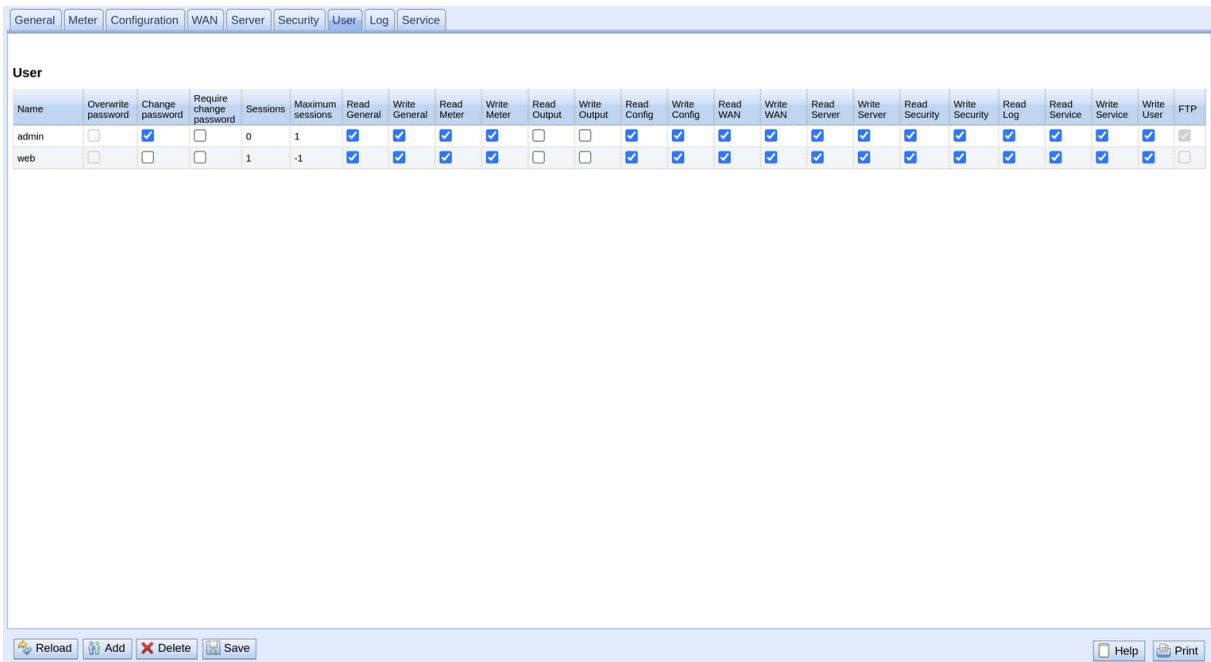 General Meter Configuration WAN Server Security User Log Service
User
Name Overwrite password Change password Require change password Sessions Maximum sessions Read General Write General Read Meter Write Meter Read Output Write Output Read Config Write Config Read WAN Write WAN Read Server Write Server Read Security Write Security Read Log Read Service Write Service Write User FTP
admin 0 1
web 1 -1
Reload Add Delete Save Help Print